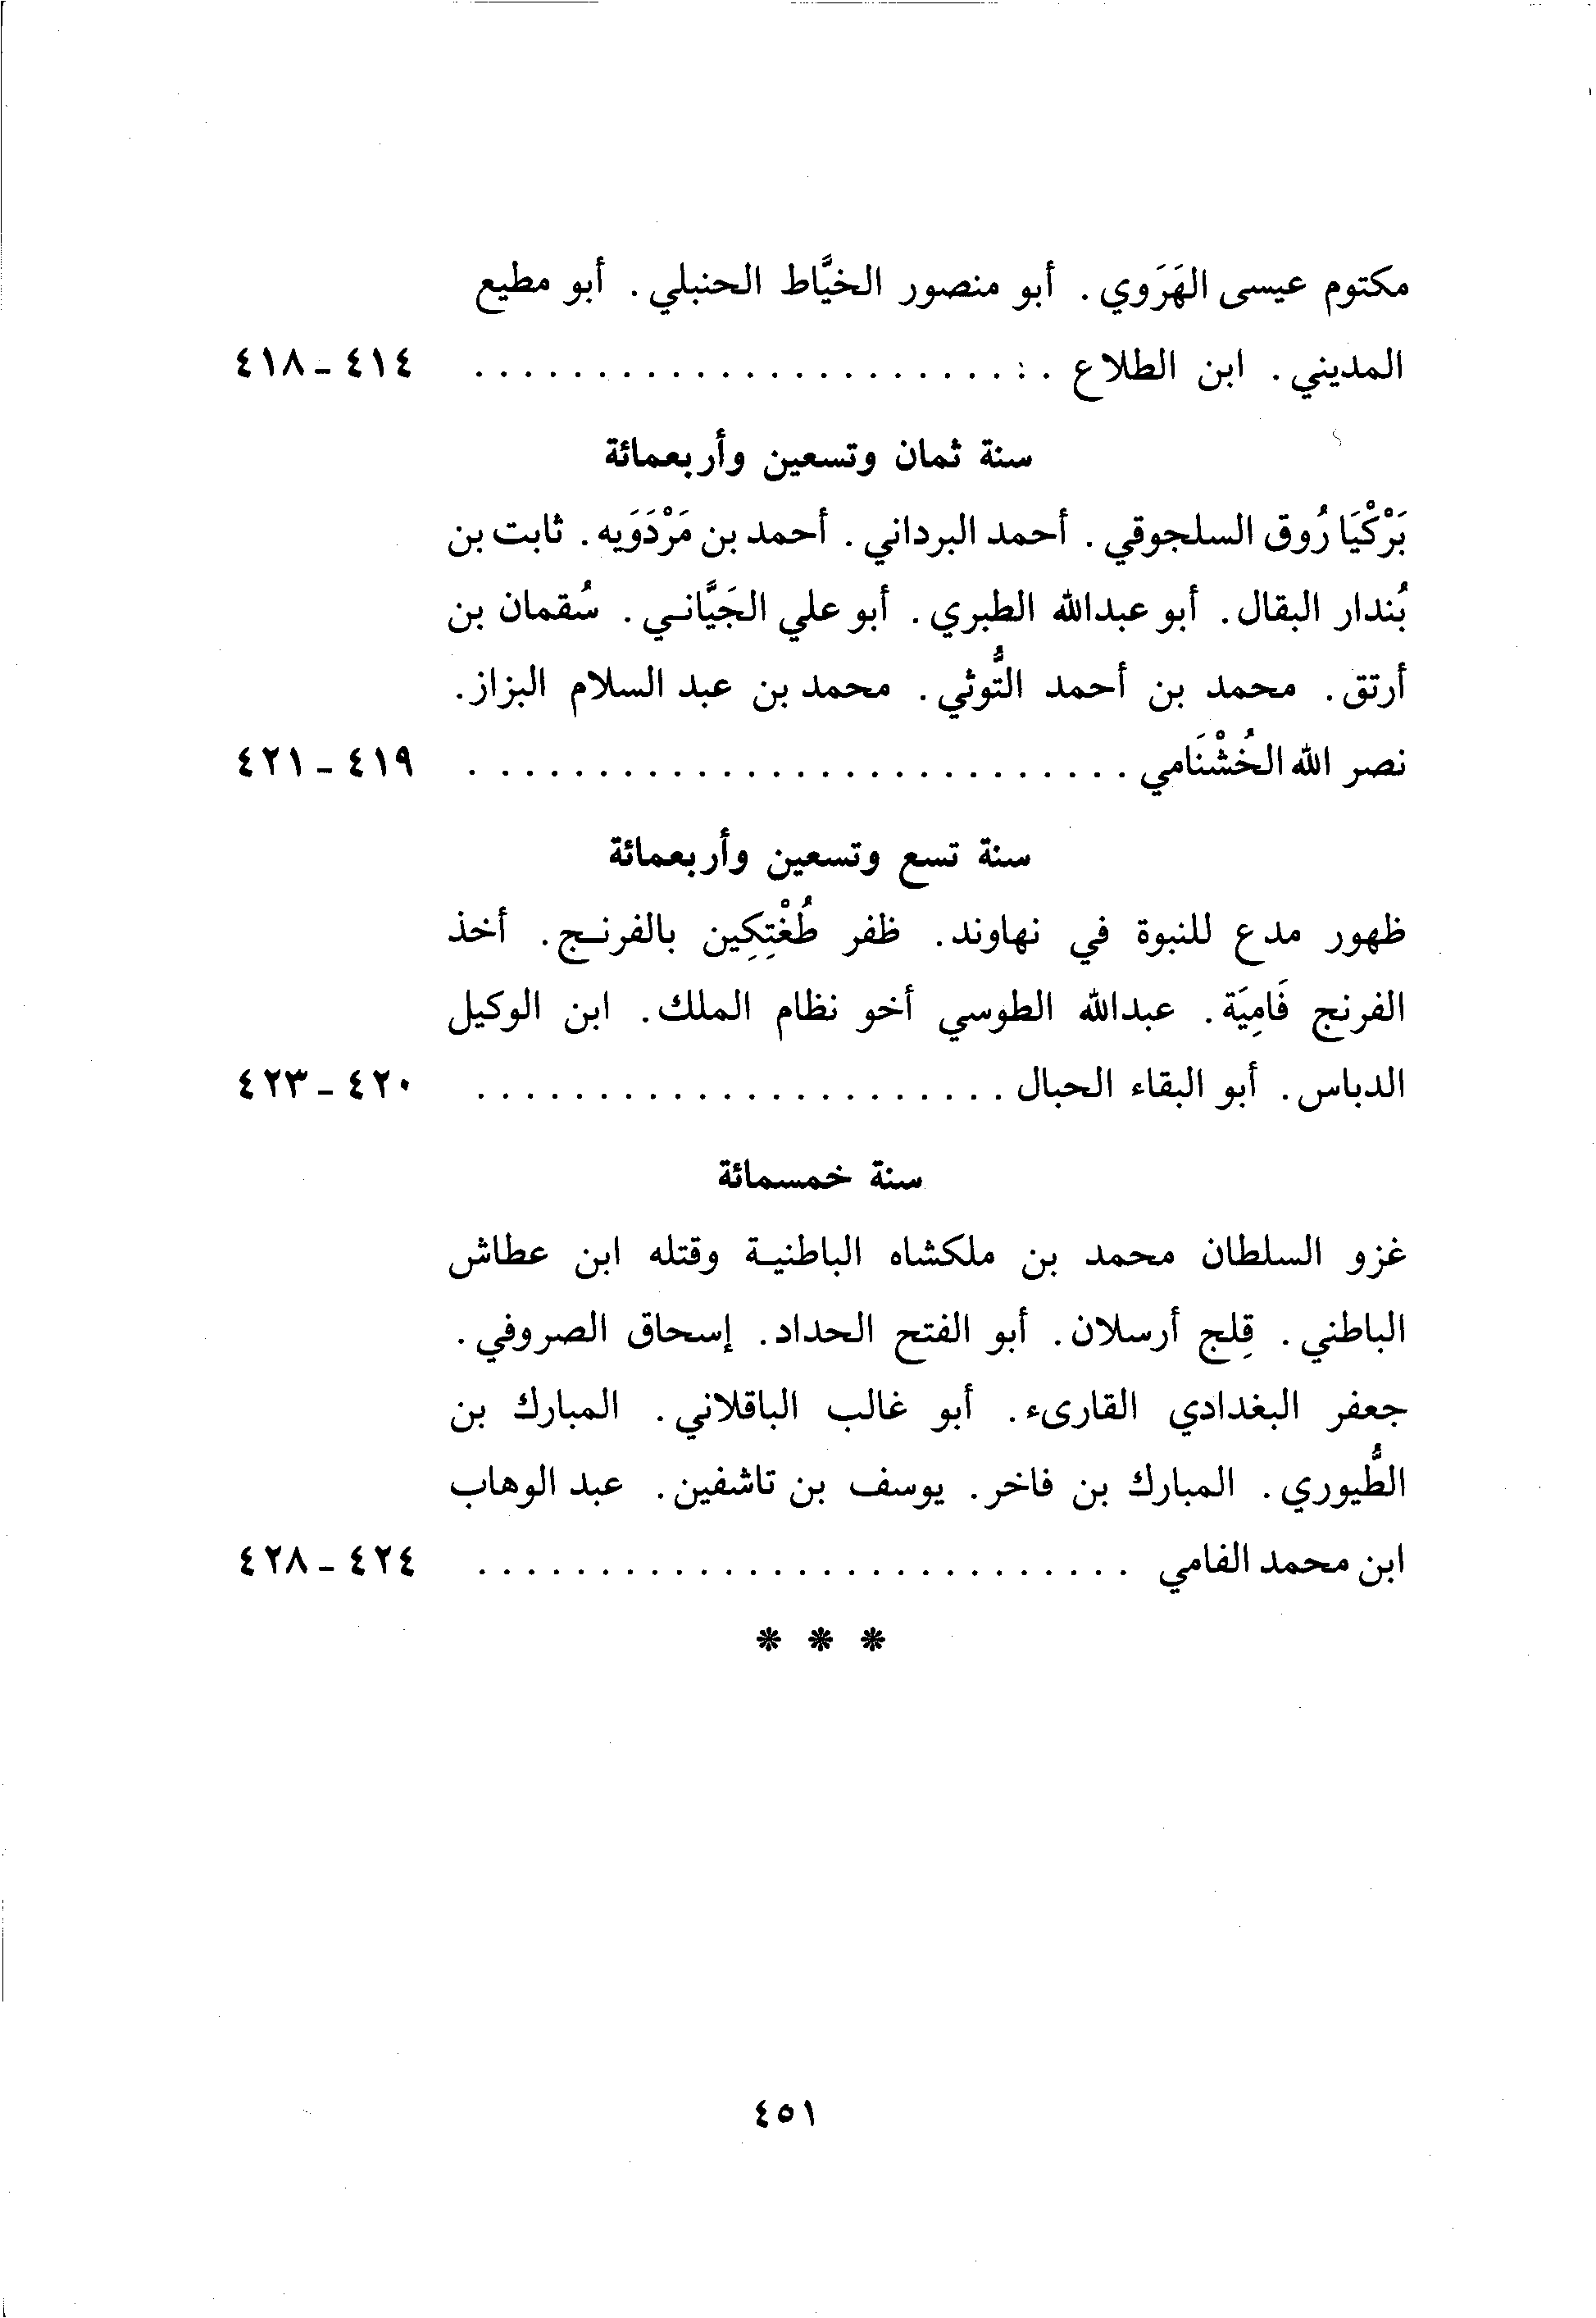 مكتوم عيسى الهَرَوي . أبو منصور الخيَّاط الحنبلي . أبو مطيع
المديني . ابن الطلاع . : . . . . . . . . . . . . . . . . . . . . . . ٤١٤ - ٤١٨
سنة ثمان وتسعين وأربعمائة
بَرْكْيَا رُوق السلجوقي . أحمد البرداني . أحمد بن مَرْدَوَيه . ثابت بن
بُندار البقال . أبو عبدالله الطبري . أبو علي الجَيَّاني . سُقمان بن
أرتق . محمد بن أحمد التُّوثي . محمد بن عبد السلام البزاز .
نصر الله الخُشْنَامي . . . . . . . . . . . . . . . . . . . . . . . . . . . ٤١٩ - ٤٢١
سنة تسع وتسعين وأربعمائة
ظهور مدع للنبوة في نهاوند . ظفر طُغْتِكِين بالفرنج . أخذ
الفرنج فَامِيَة . عبدالله الطوسي أخو نظام الملك . ابن الوكيل
الدباس . أبو البقاء الحبال . . . . . . . . . . . . . . . . . . . . . . ٤٢٠ - ٤٢٣
سنة خمسمائة
غزو السلطان محمد بن ملكشاه الباطنية وقتله ابن عطاش
الباطني . قِلج أرسلان . أبو الفتح الحداد . إسحاق الصروفي .
جعفر البغدادي القارىء . أبو غالب الباقلاني . المبارك بن
الطُّيوري . المبارك بن فاخر . يوسف بن تاشفين . عبد الوهاب
ابن محمد الفامي . . . . . . . . . . . . . . . . . . . . . . . . . . . ٤٢٤ - ٤٢٨
* * *
٤٥١